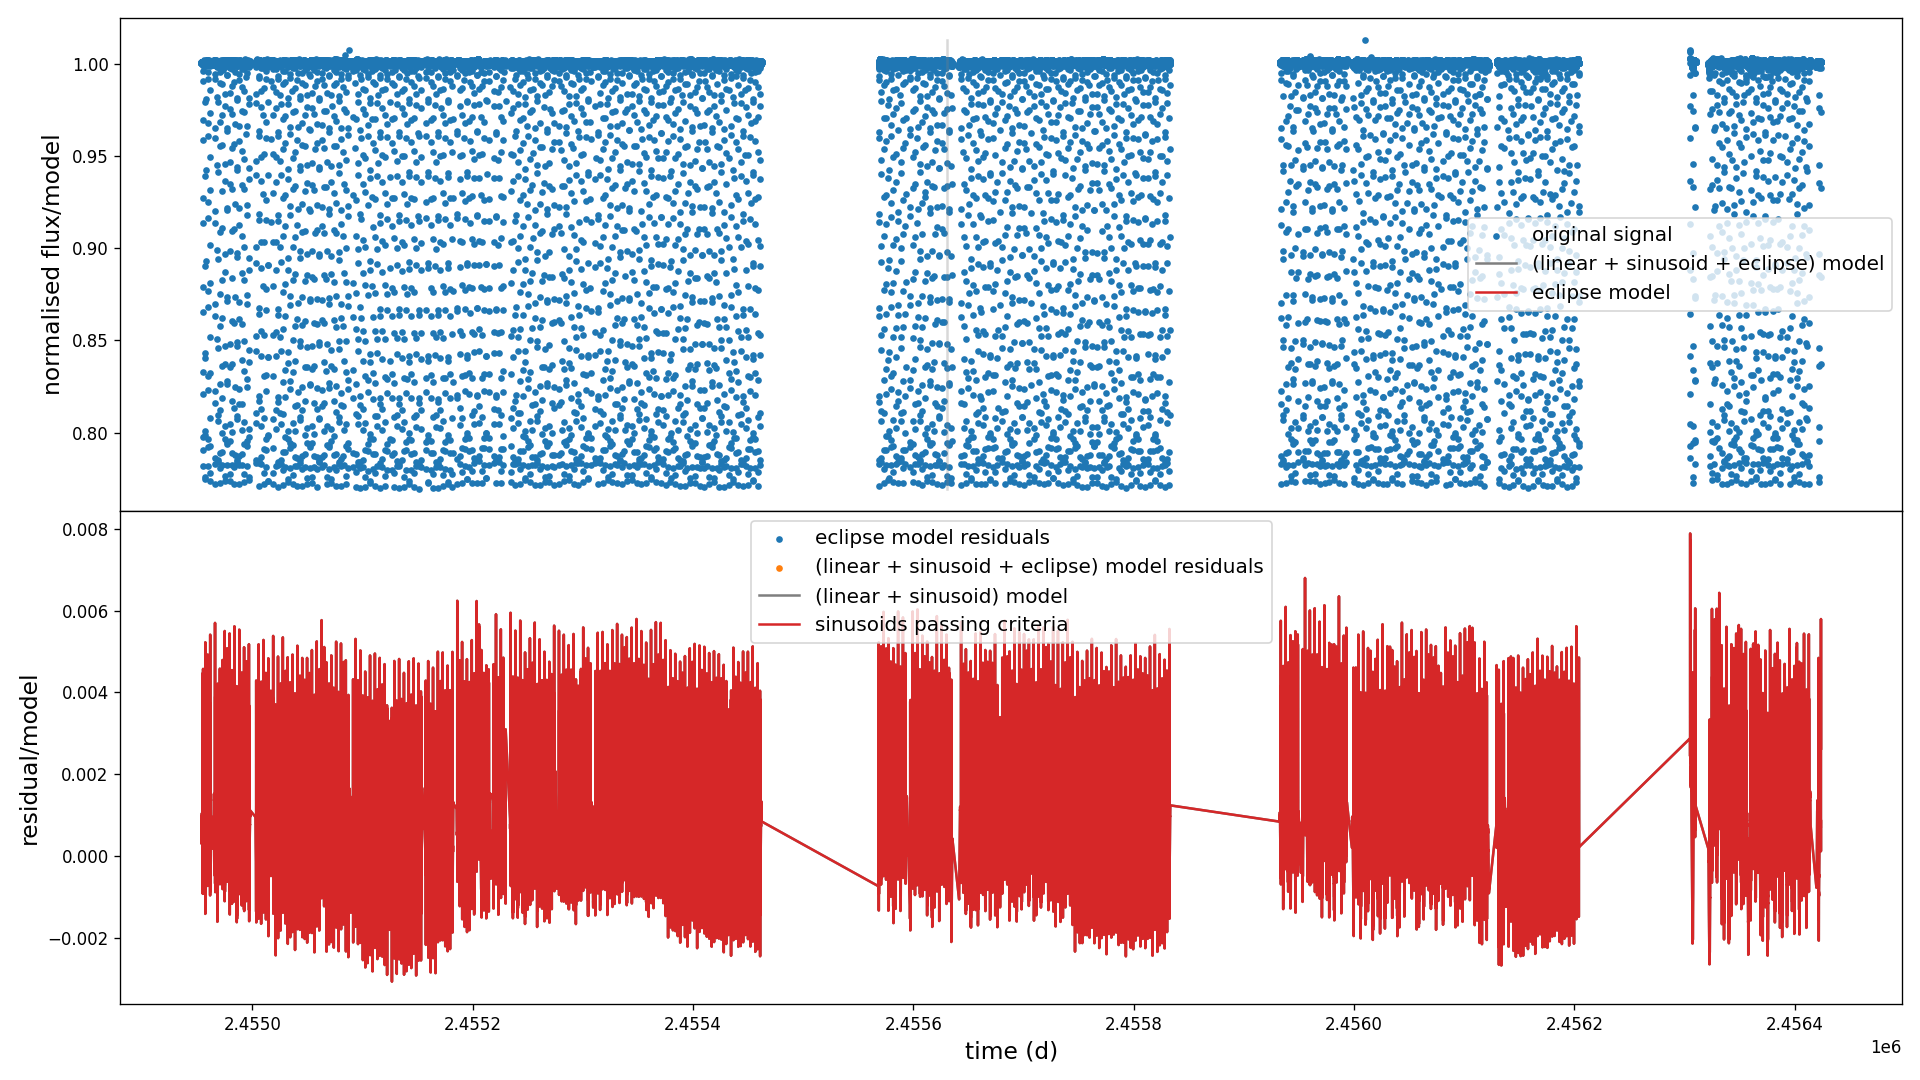 normalised flux/model
1.00
0.95
0.90
0.85
0.80
original signal
(linear + sinusoid + eclipse) model
eclipse model
residual/model
0.008
0.006
0.004
0.002
0.000
−0.002
eclipse model residuals
(linear + sinusoid + eclipse) model residuals
(linear + sinusoid) model
sinusoids passing criteria
2.4550 2.4552 2.4554 2.4556 2.4558 2.4560 2.4562 2.4564
time (d)
1e6